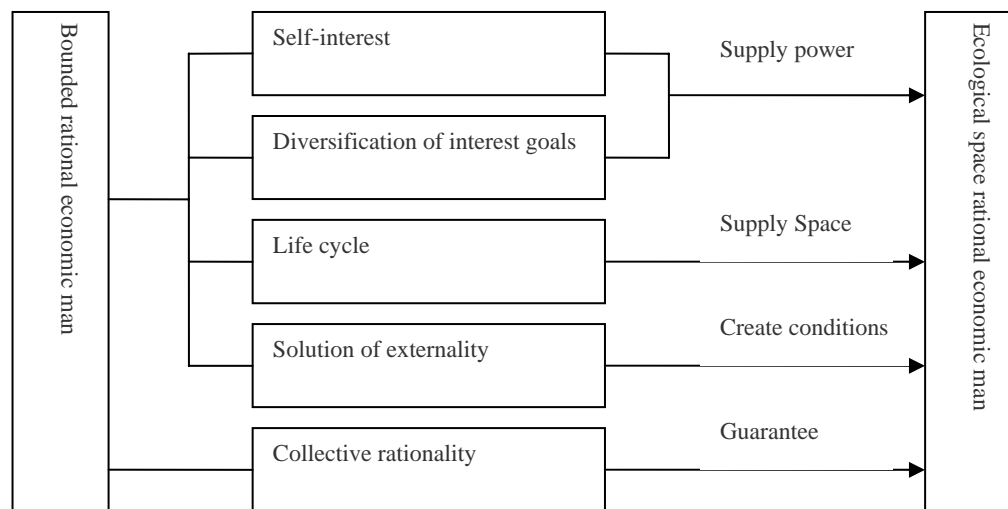 Bounded rational economic man
Self-interest
Diversification of interest goals
Life cycle
Solution of externality
Collective rationality
Supply power
Supply Space
Create conditions
Guarantee
Ecological space rational economic man